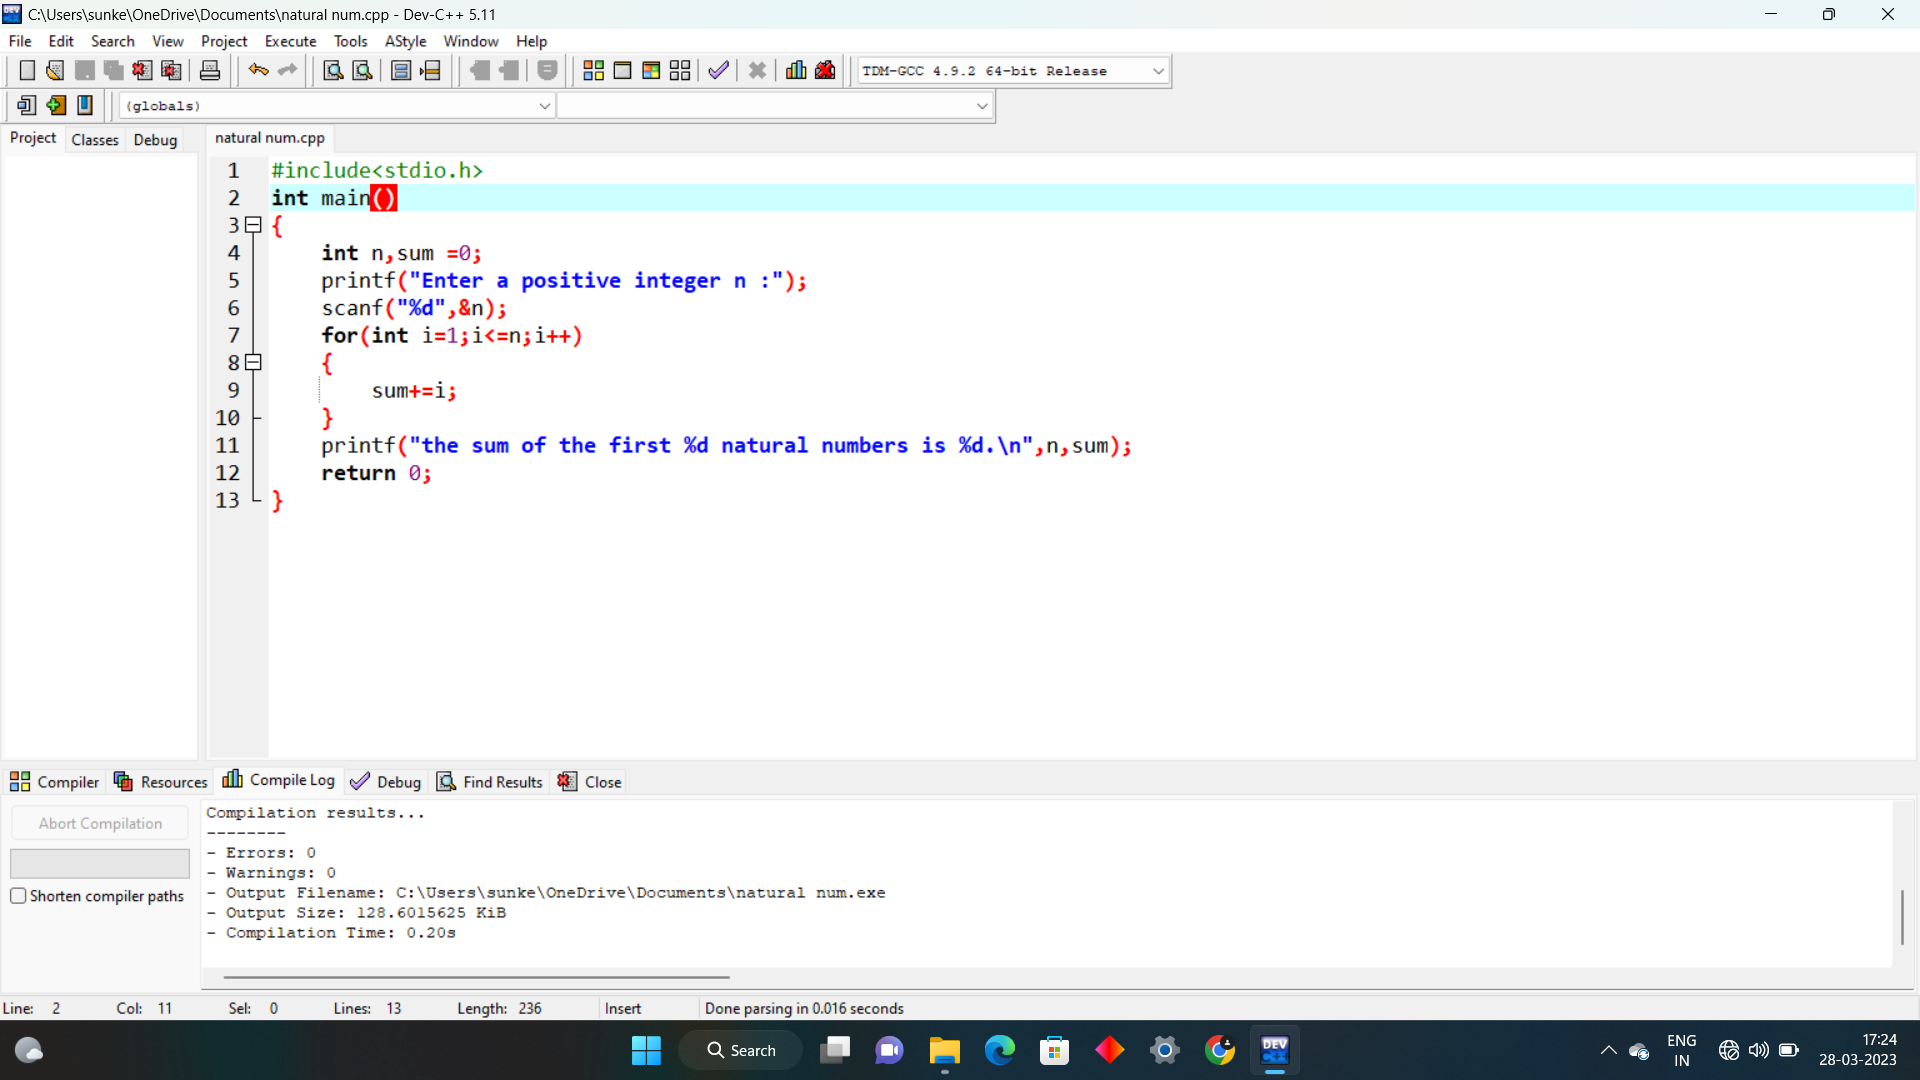 C:\Users\sunke\OneDrive\Documents\natural num.cpp - Dev-C++ 5.11
File Edit Search View Project Execute Tools AStyle Window Help
TDM-GCC 4.9.2 64-bit Release
(globals)
Project Classes Debug natural num.cpp
1 #include<stdio.h>
2 int main()
3 {
4 int n,sum =0;
5 printf("Enter a positive integer n :");
6 scanf("%d",&n);
7 for(int i=1;i<=n;i++)
8 {
9 sum+=i;
10 }
11 printf("the sum of the first %d natural numbers is %d.\n",n,sum);
12 return 0;
13 }
Compiler Resources Compile Log Debug Find Results Close
Abort Compilation
Shorten compiler paths
Compilation results...
--------
- Errors: 0
- Warnings: 0
- Output Filename: C:\Users\sunke\OneDrive\Documents\natural num.exe
- Output Size: 128.6015625 KiB
- Compilation Time: 0.20s
Line: 2 Col: 11 Sel: 0 Lines: 13 Length: 236 Insert Done parsing in 0.016 seconds
Search
DEV
C++
ENG
IN
17:24
28-03-2023